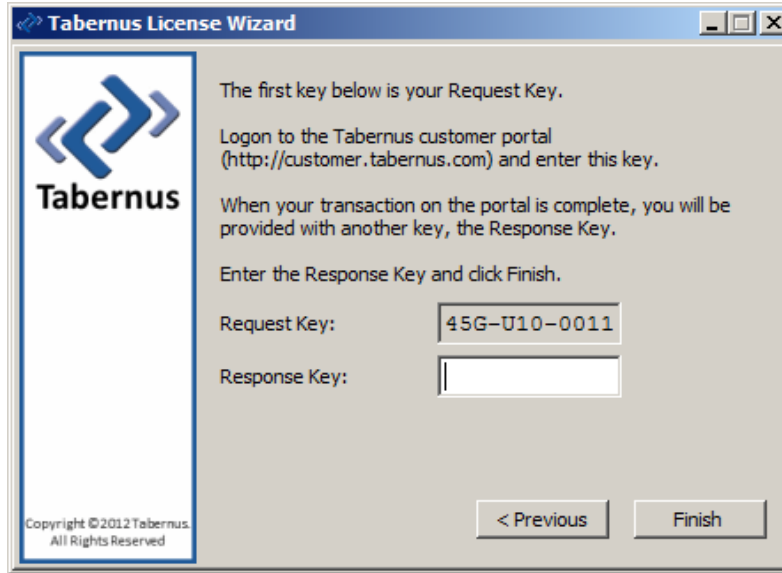 Tabernus License Wizard
The first key below is your Request Key.
Logon to the Tabernus customer portal
(http://customer.tabernus.com) and enter this key.
Tabernus
When your transaction on the portal is complete, you will be
provided with another key, the Response Key.
Enter the Response Key and click Finish.
Request Key: 45G-U10-0011
Response Key:
< Previous Finish
Copyright ©2012 Tabernus.
All Rights Reserved